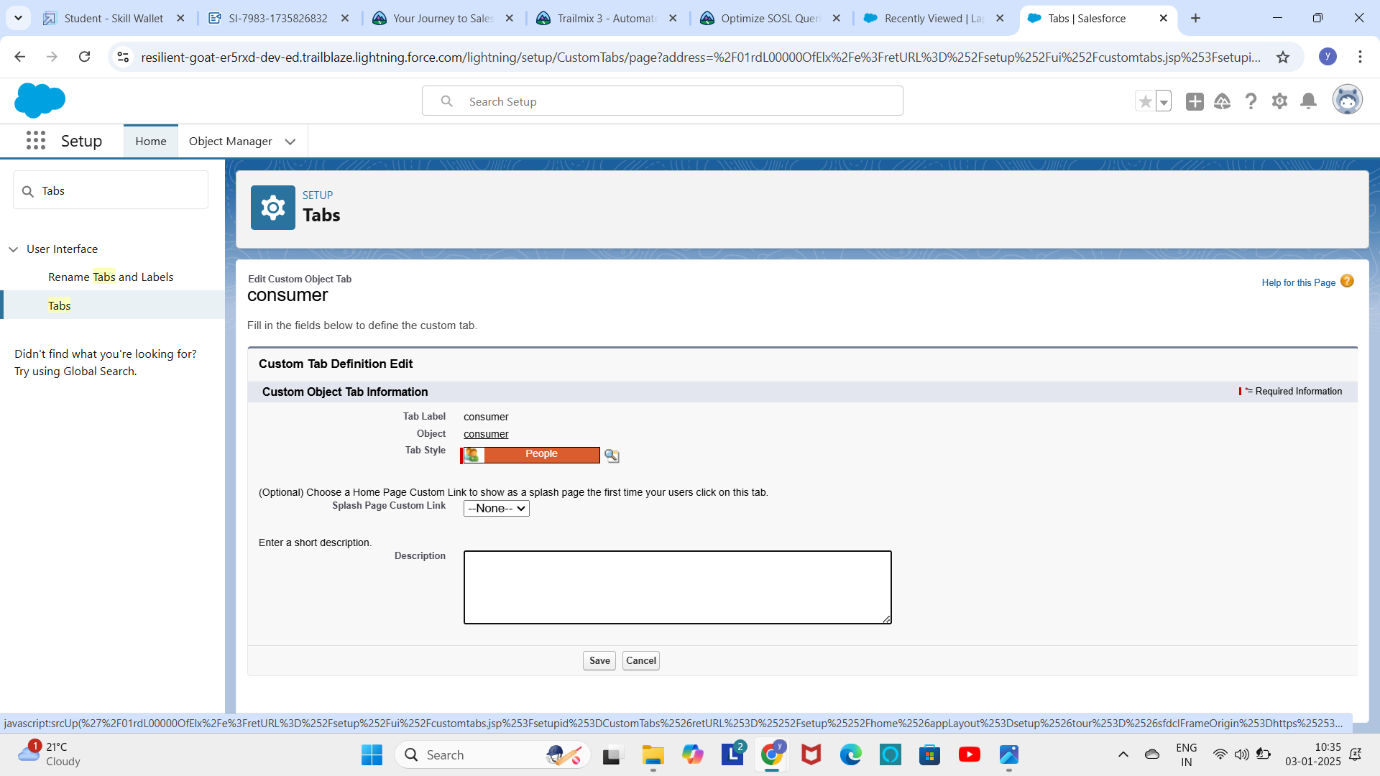 Student - Skill Wallet
SI-7983-1735826832
Your Journey to Sales
Trailmix 3 - Automat
Optimize SOSL Que
Recently Viewed | La
Tabs | Salesforce
resilient-goat-er5rxd-dev-ed.trailblaze.lightning.force.com/lightning/setup/CustomTabs/page?address=%2F01rdL00000OfElx%2Fe%3FretURL%3D%252Fsetup%252Fui%252Fcustomtabs.jsp%253Fsetupi...
y
Search Setup
Setup
Home
Object Manager
Tabs
User Interface
Rename Tabs and Labels
Tabs
Didn't find what you're looking for?
Try using Global Search.
SETUP
Tabs
Edit Custom Object Tab
consumer
Help for this Page ?
Fill in the fields below to define the custom tab.
Custom Tab Definition Edit
Custom Object Tab Information
= Required Information
Tab Label consumer
Object consumer
Tab Style People
(Optional) Choose a Home Page Custom Link to show as a splash page the first time your users click on this tab.
Splash Page Custom Link --None--
Enter a short description.
Description
Save Cancel
javascript:srcUp(%27%2F01rdL00000OfElx%2Fe%3FretURL%3D%252Fsetup%252Fui%252Fcustomtabs.jsp%253Fsetupid%253DCustomTabs%2526retURL%253D%25252Fsetup%25252Fhome%2526appLayout%253Dsetup%2526tour%253D%2526sfdcIFrameOrigin%253Dhttps%25253...
1
21°C
Cloudy
Search
L 2
y
ENG
IN
10:35
03-01-2025